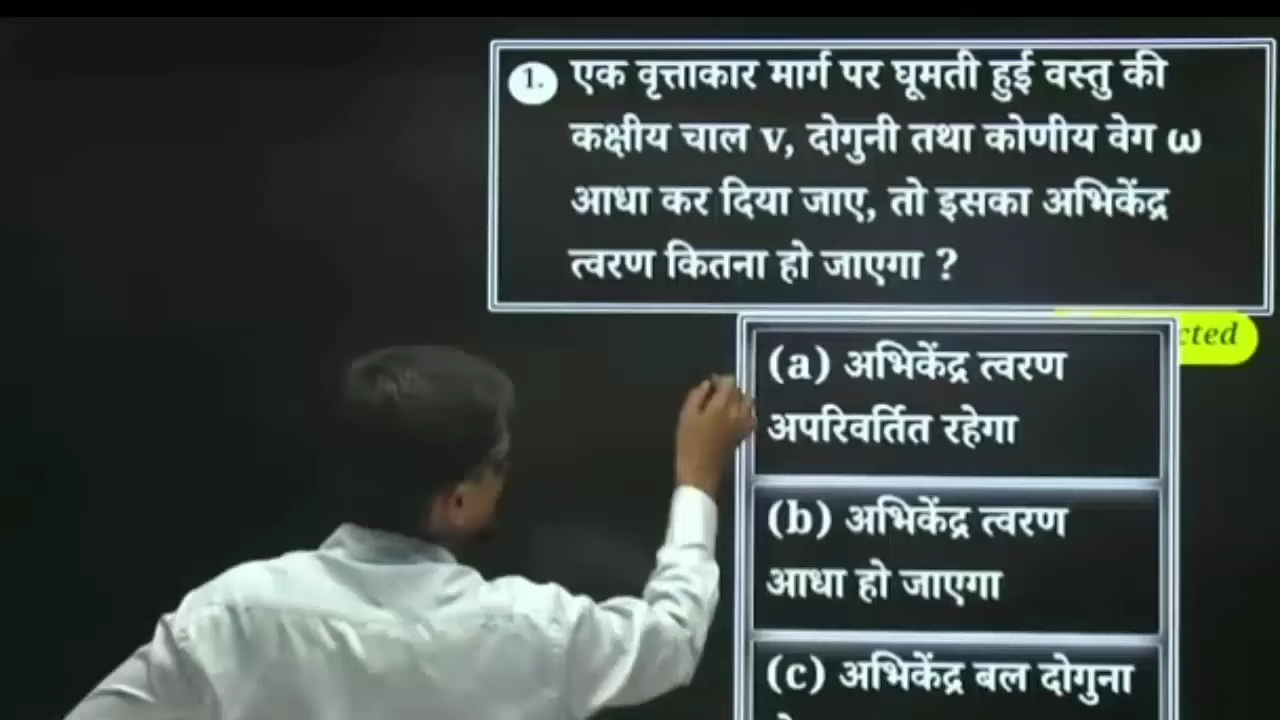 1. एक वृत्ताकार मार्ग पर घूमती हुई वस्तु की
कक्षीय चाल v, दोगुनी तथा कोणीय वेग ω
आधा कर दिया जाए, तो इसका अभिकेंद्र
त्वरण कितना हो जाएगा ?
(a) अभिकेंद्र त्वरण
अपरिवर्तित रहेगा
(b) अभिकेंद्र त्वरण
आधा हो जाएगा
(c) अभिकेंद्र बल दोगुना